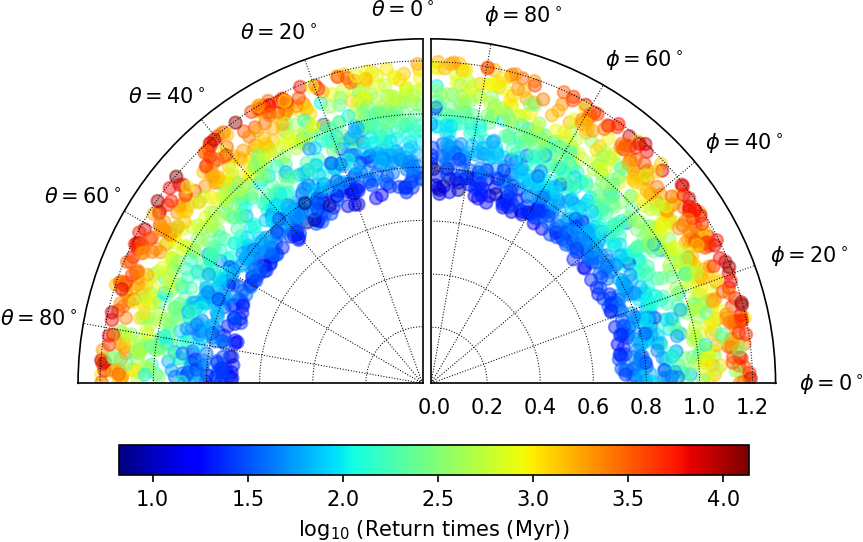 θ = 0°
ϕ = 80°
θ = 20°
ϕ = 60°
θ = 40°
ϕ = 40°
θ = 60°
ϕ = 20°
θ = 80°
ϕ = 0°
0.0 0.2 0.4 0.6 0.8 1.0 1.2
1.0 1.5 2.0 2.5 3.0 3.5 4.0
log₁₀ (Return times (Myr))